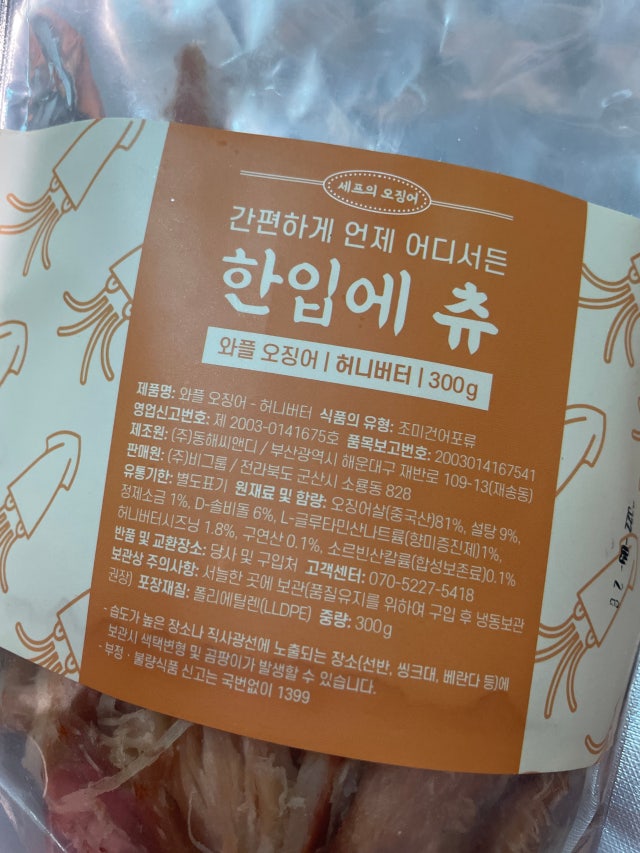 셰프의 오징어
간편하게 언제 어디서든
한입에 츄
와플 오징어 | 허니버터 | 300g
제품명: 와플 오징어 - 허니버터 식품의 유형: 조미건어포류
영업신고번호: 제 2003-0141675호 품목보고번호: 2003014167541
제조원: (주)동해씨앤디 / 부산광역시 해운대구 재반로 109-13(재송동)
판매원: (주)비그룹 / 전라북도 군산시 소룡동 828
유통기한: 별도표기 원재료 및 함량: 오징어살(중국산)81%, 설탕 9%,
정제소금 1%, D-솔비톨 6%, L-글루타민산나트륨(향미증진제)1%,
허니버터시즈닝 1.8%, 구연산 0.1%, 소르빈산칼륨(합성보존료)0.1%
반품 및 교환장소: 당사 및 구입처 고객센터: 070-5227-5418
보관상 주의사항: 서늘한 곳에 보관(품질유지를 위하여 구입 후 냉동보관
권장) 포장재질: 폴리에틸렌(LLDPE) 중량: 300g
- 습도가 높은 장소나 직사광선에 노출되는 장소(선반, 씽크대, 베란다 등)에
보관시 색택변형 및 곰팡이가 발생할 수 있습니다.
- 부정 · 불량식품 신고는 국번없이 1399